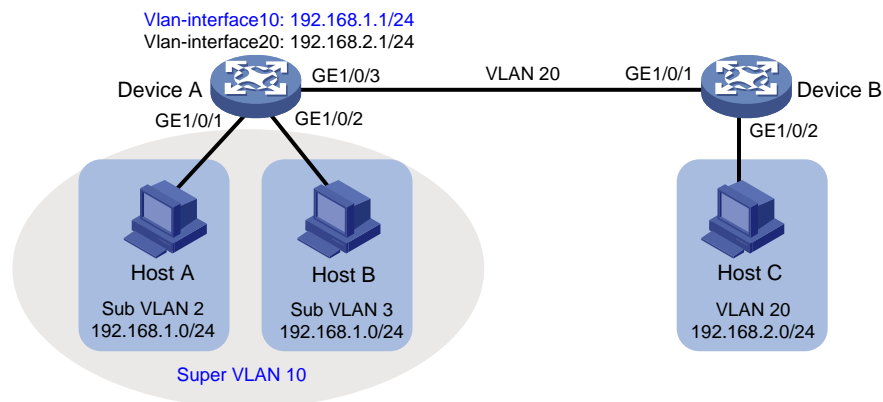 Vlan-interface10: 192.168.1.1/24
Vlan-interface20: 192.168.2.1/24
Device A
GE1/0/3
VLAN 20
GE1/0/1
Device B
GE1/0/1
GE1/0/2
GE1/0/2
Host A
Host B
Host C
Sub VLAN 2
192.168.1.0/24
Sub VLAN 3
192.168.1.0/24
VLAN 20
192.168.2.0/24
Super VLAN 10